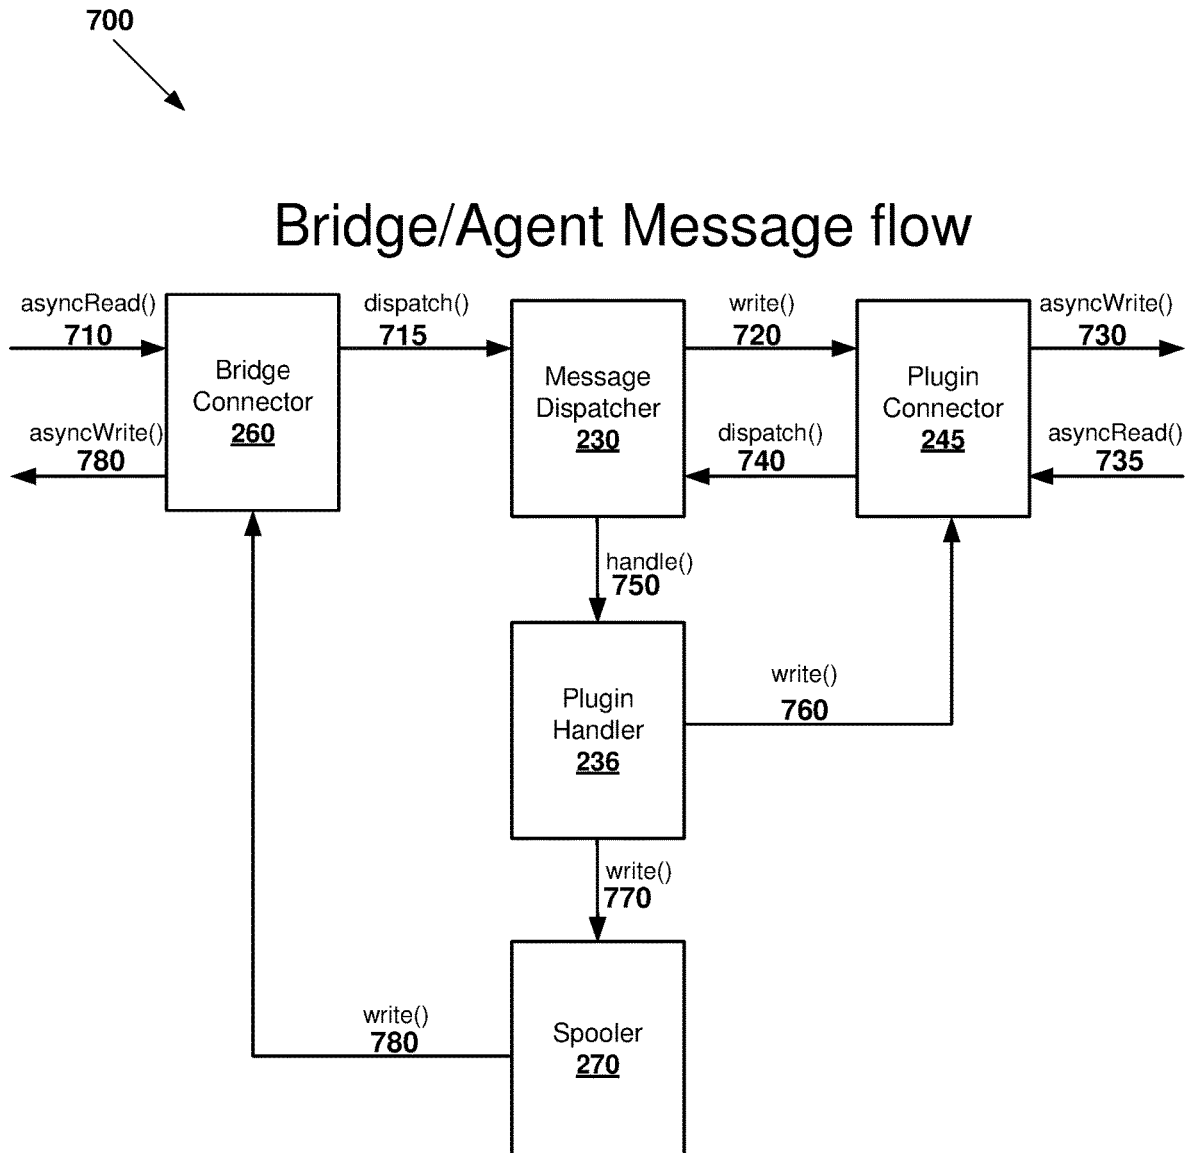 700
Bridge/Agent Message flow
asyncRead()
710
dispatch()
715
write()
720
asyncWrite()
730
Bridge
Connector
260
Message
Dispatcher
230
Plugin
Connector
245
asyncWrite()
780
dispatch()
740
asyncRead()
735
handle()
750
Plugin
Handler
236
write()
760
write()
770
write()
780
Spooler
270